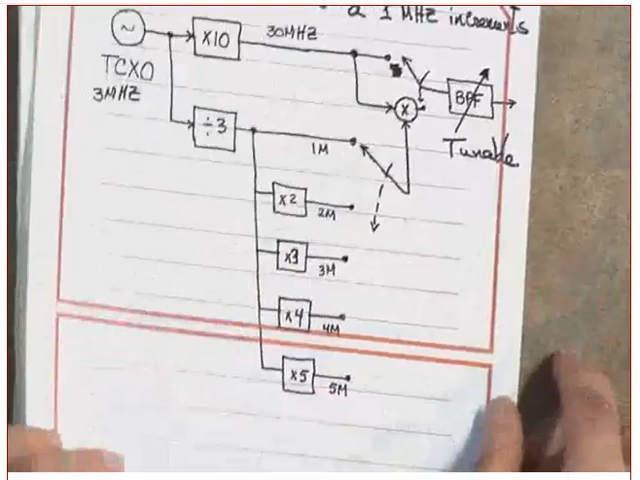 a 1 MHZ increments
30MHZ
X10
~
TCXO
3MHZ
BPF
X
÷3
Tunable
1M
x2
2M
x3
3M
x4
4M
x5
5M